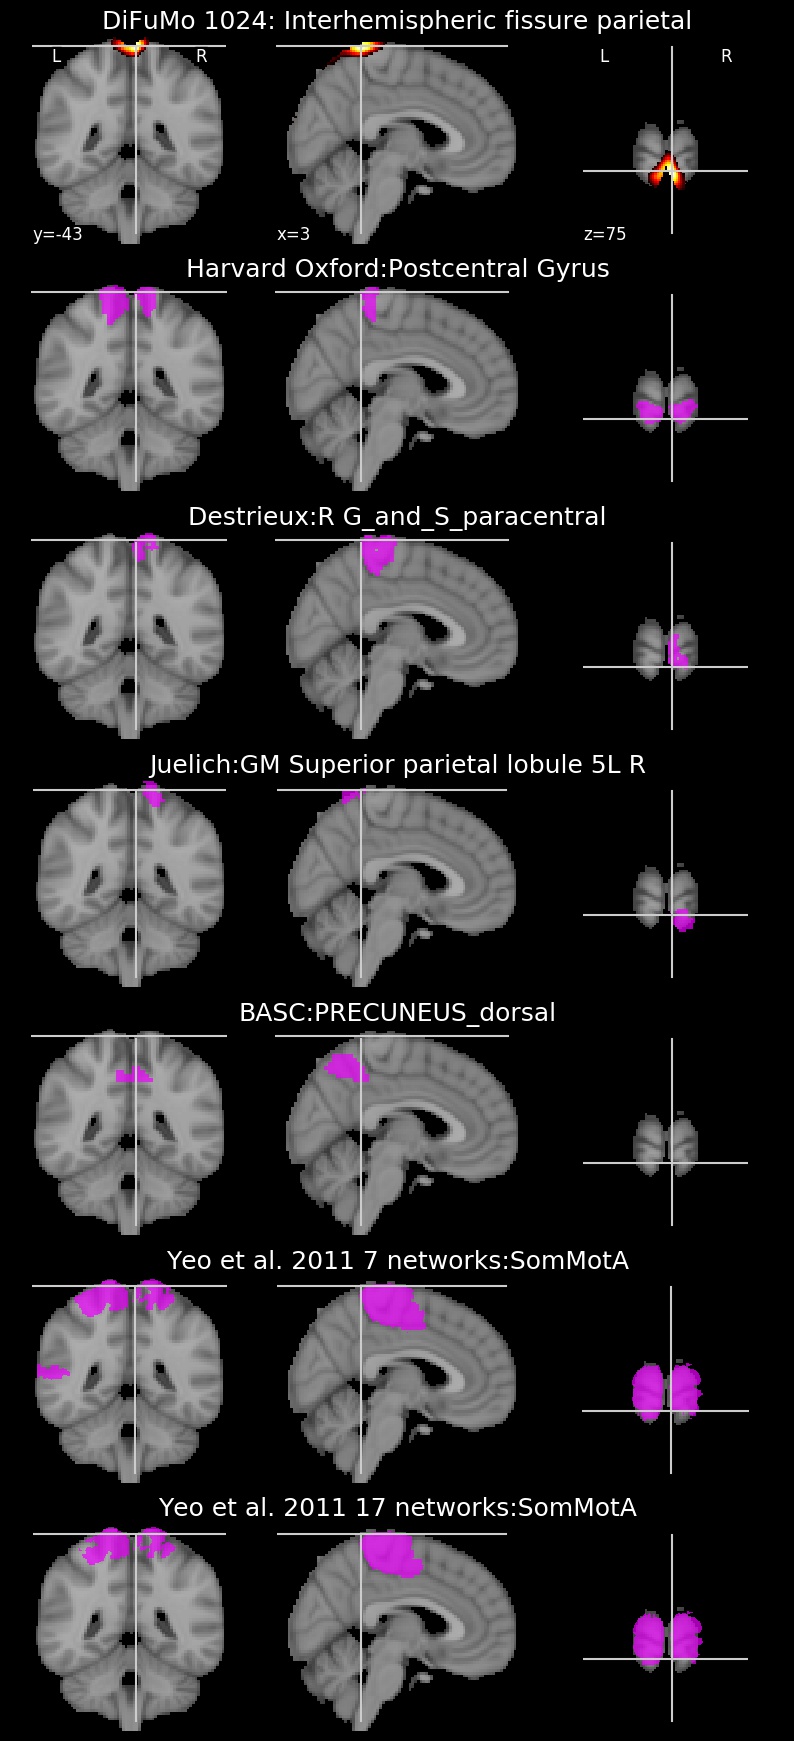 DiFuMo 1024: Interhemispheric fissure parietal
L R L R
y=-43 x=3 z=75
Harvard Oxford:Postcentral Gyrus
Destrieux:R G_and_S_paracentral
Juelich:GM Superior parietal lobule 5L R
BASC:PRECUNEUS_dorsal
Yeo et al. 2011 7 networks:SomMotA
Yeo et al. 2011 17 networks:SomMotA